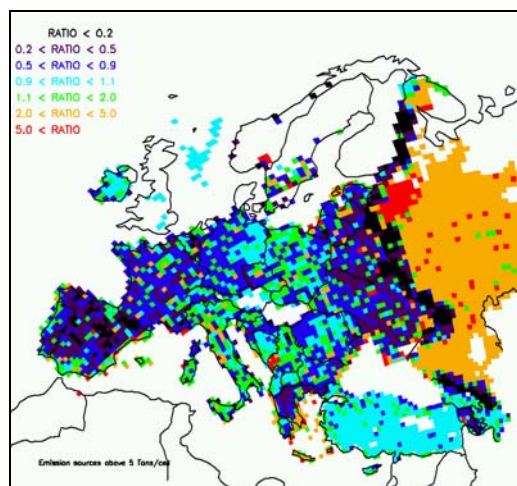 RATIO < 0.2
0.2 < RATIO < 0.5
0.5 < RATIO < 0.9
0.9 < RATIO < 1.1
1.1 < RATIO < 2.0
2.0 < RATIO < 5.0
5.0 < RATIO
Emission sources above 5 Tons/cell